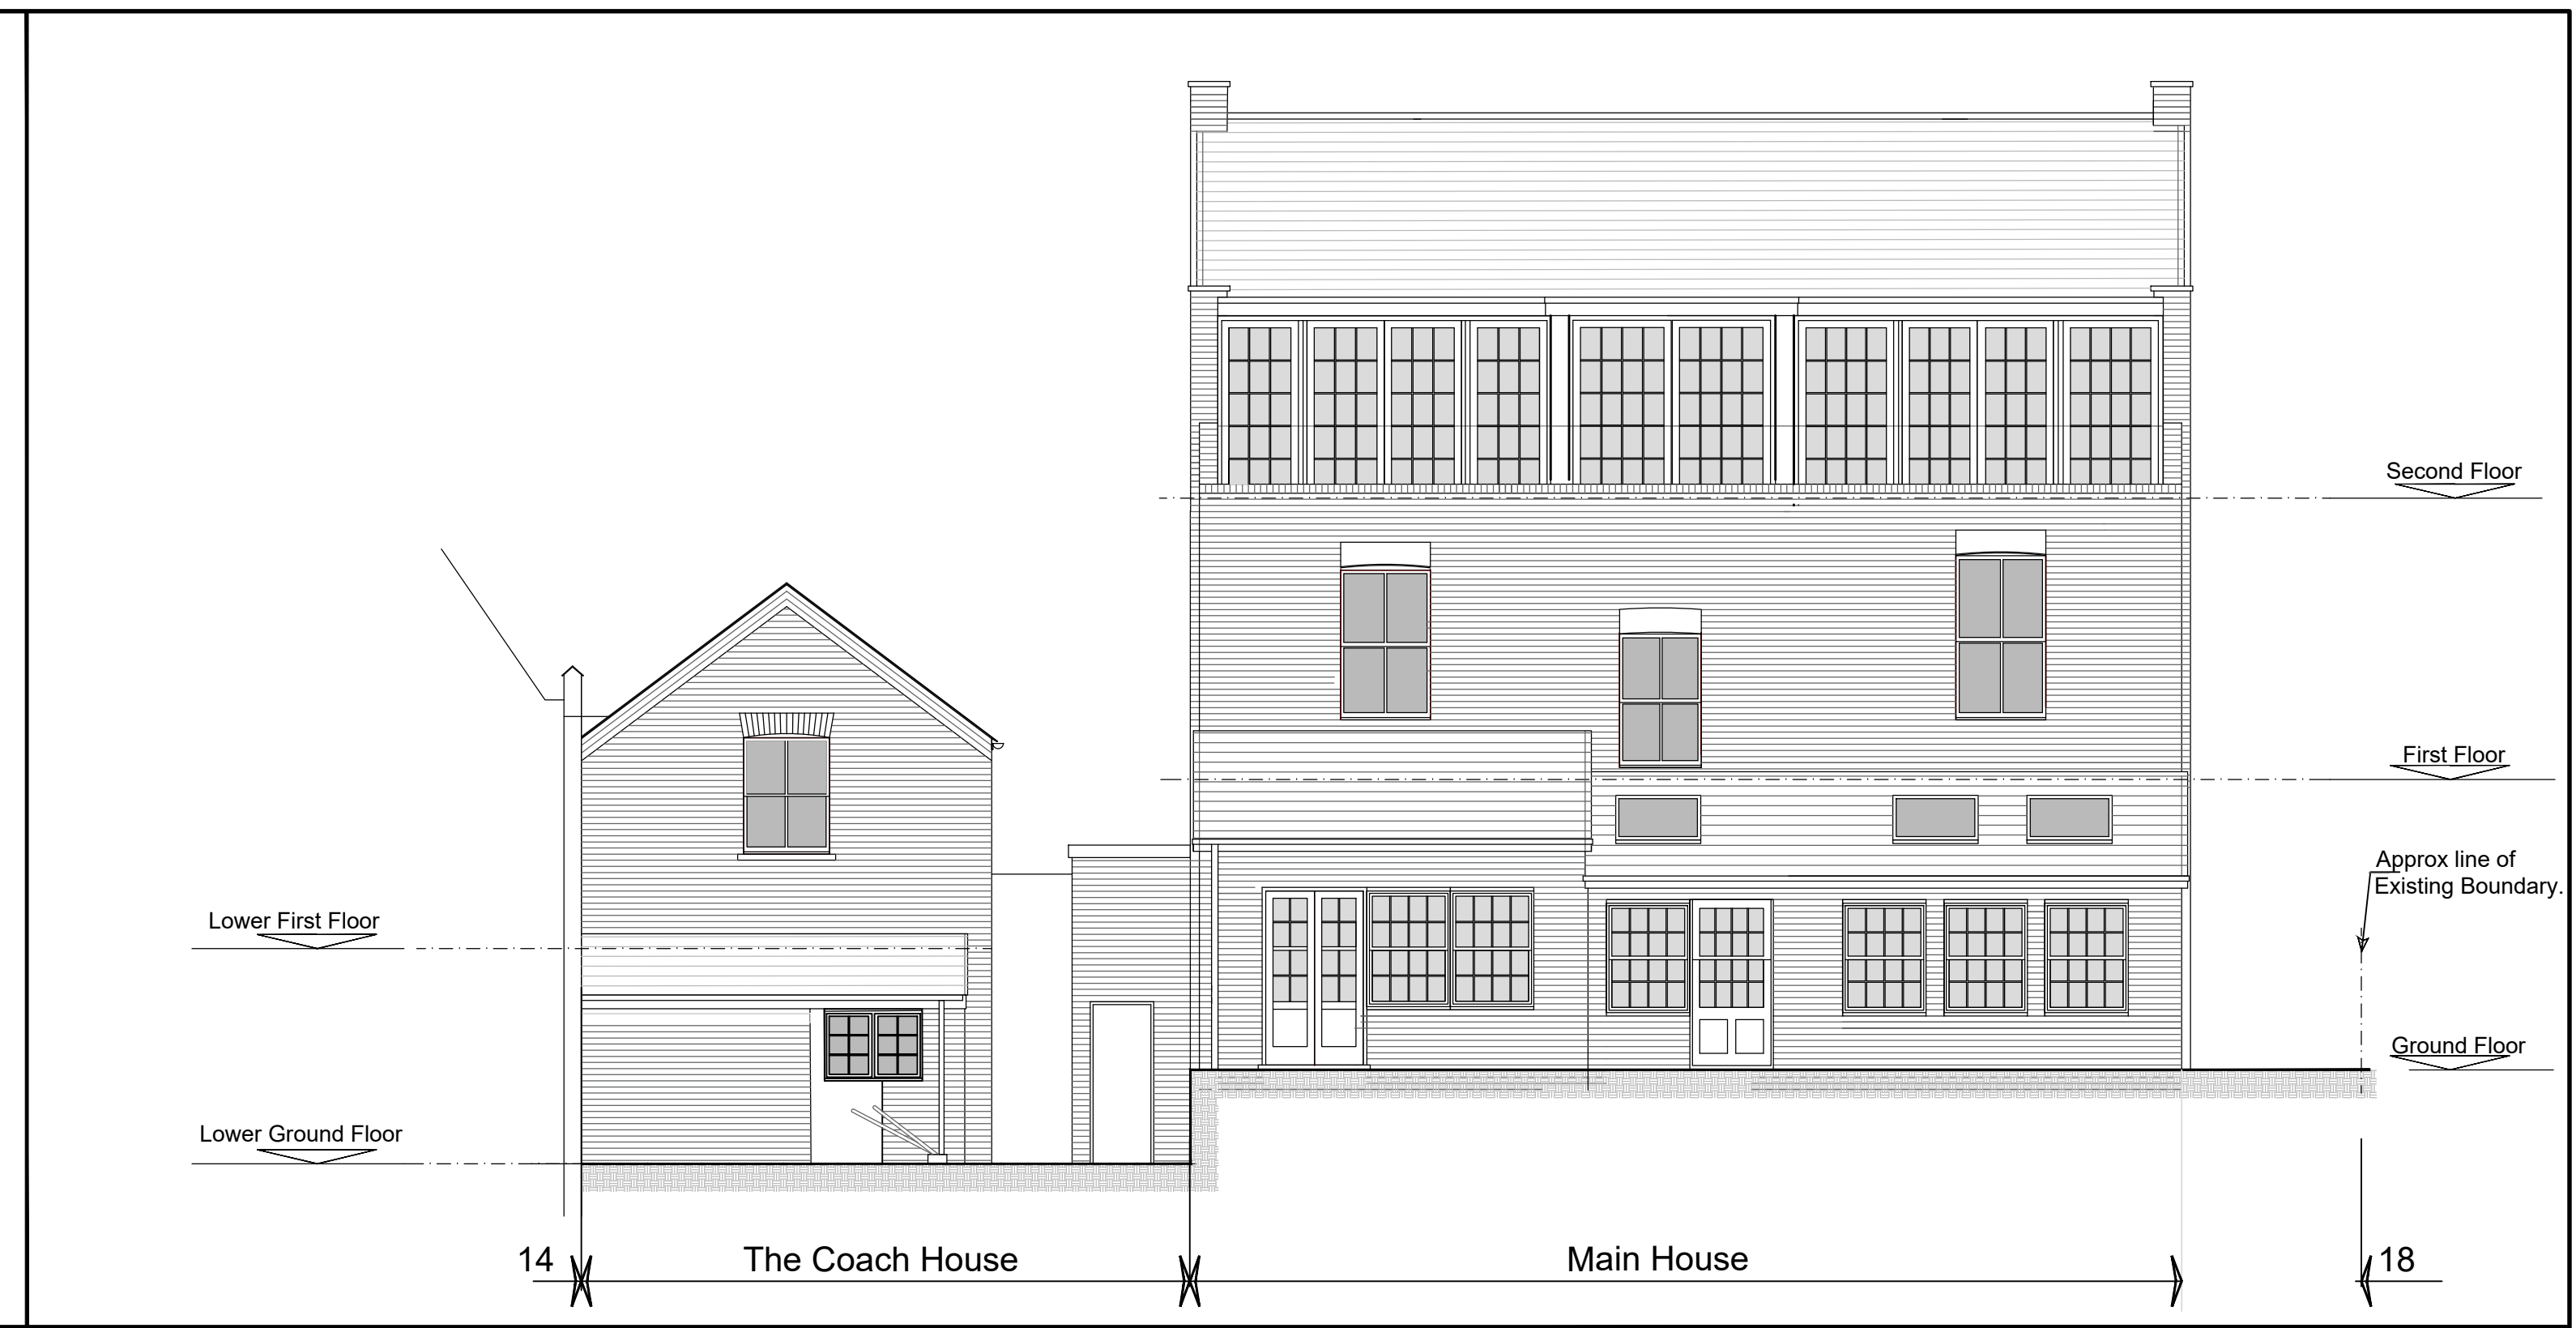 Second Floor
First Floor
Approx line of
Existing Boundary.
Lower First Floor
Ground Floor
Lower Ground Floor
14
The Coach House
Main House
18